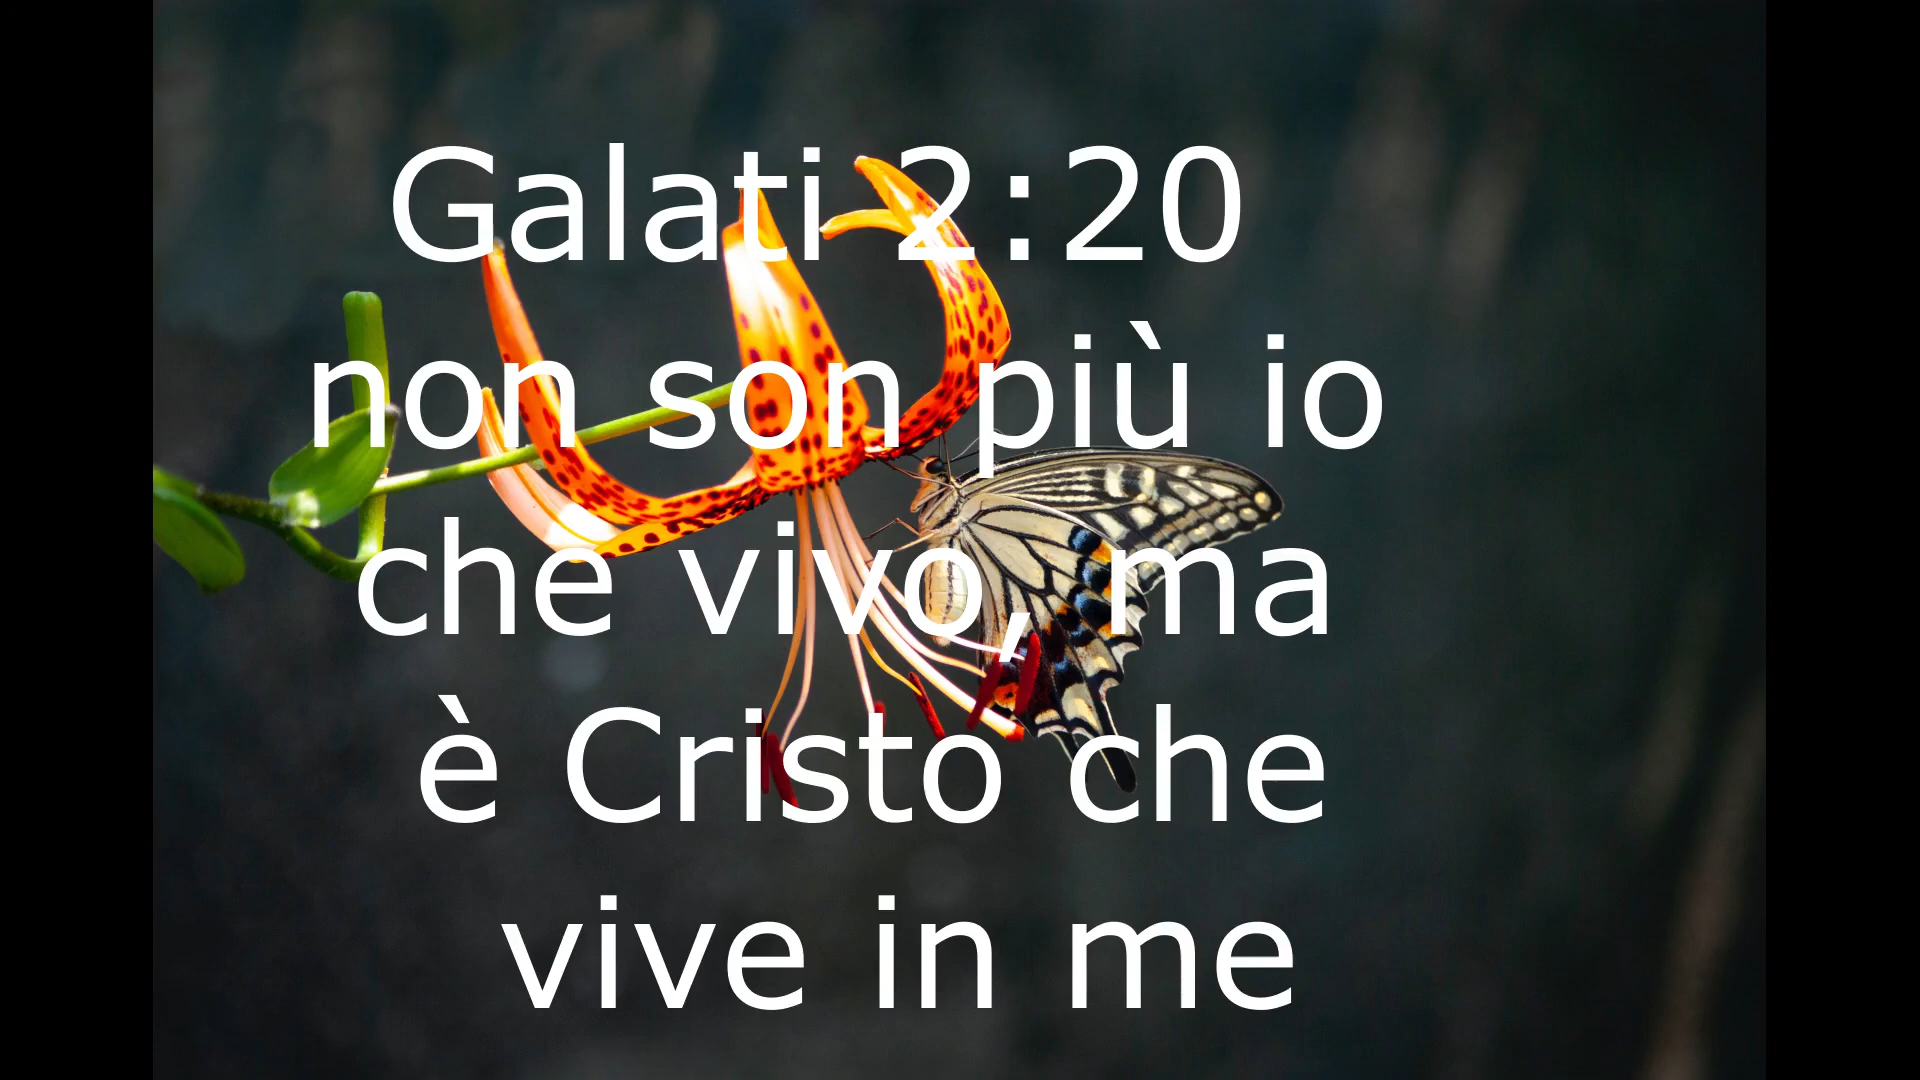 Galati 2:20
non son più io
che vivo, ma
è Cristo che
vive in me